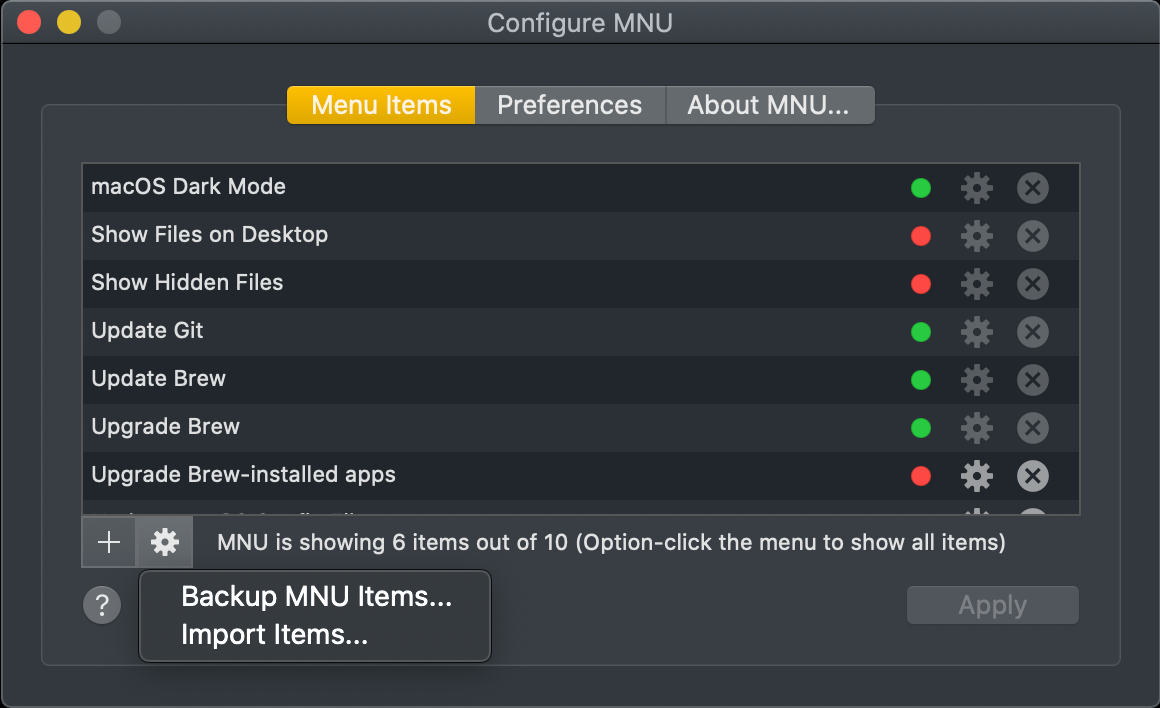 Configure MNU
Menu Items
Preferences
About MNU...
macOS Dark Mode
Show Files on Desktop
Show Hidden Files
Update Git
Update Brew
Upgrade Brew
Upgrade Brew-installed apps
MNU is showing 6 items out of 10 (Option-click the menu to show all items)
Backup MNU Items...
Import Items...
?
Apply